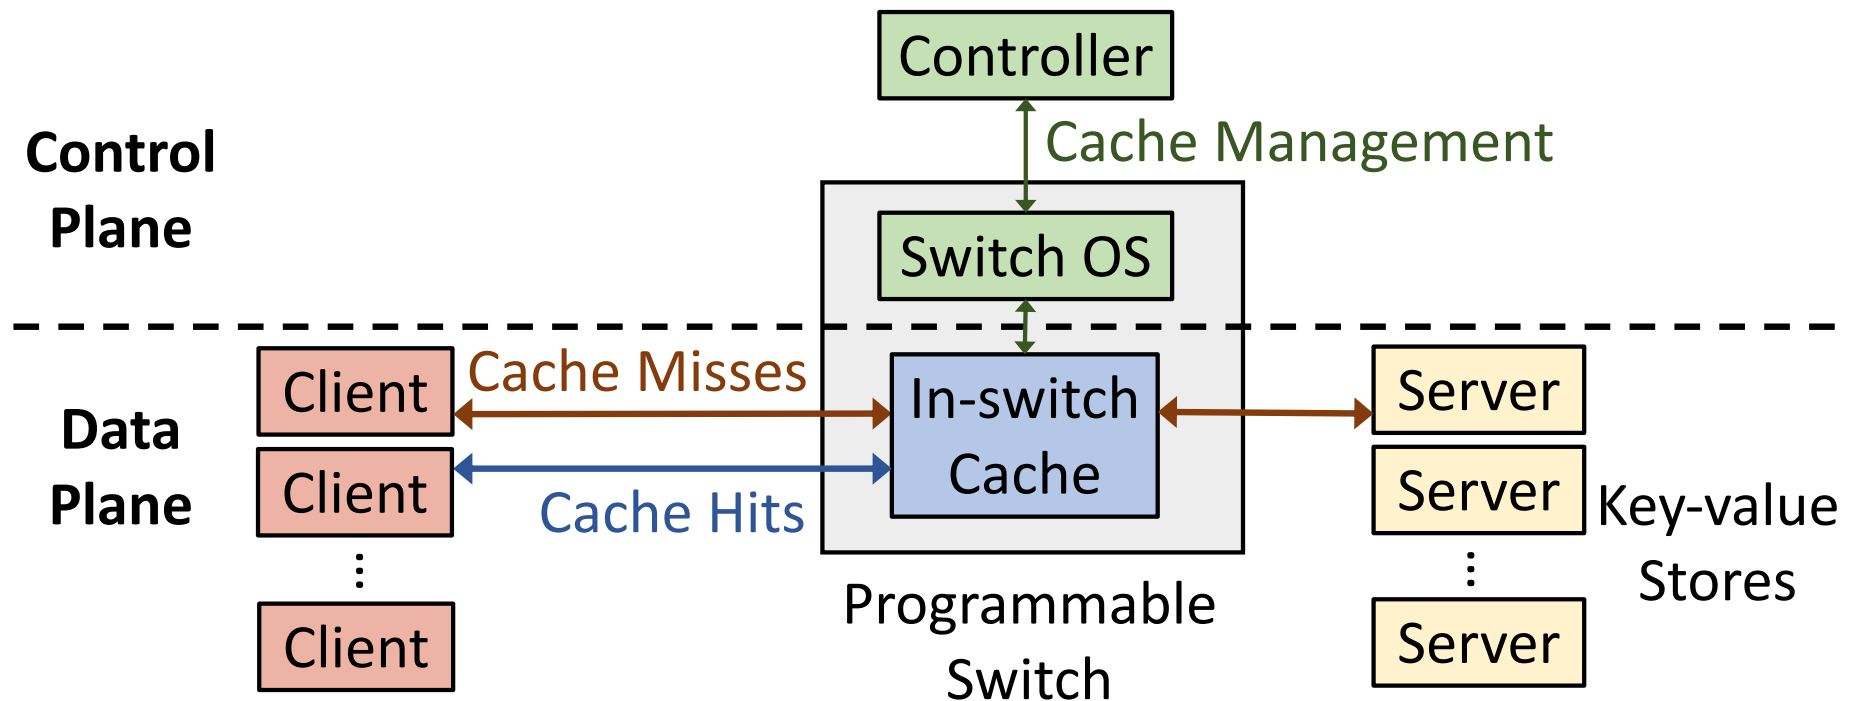 Controller
Cache Management
Control
Plane
Switch OS
Data
Plane
Client
Cache Misses
Client
Cache Hits
Client
In-switch
Cache
Programmable
Switch
Server
Server
Server
Key-value
Stores